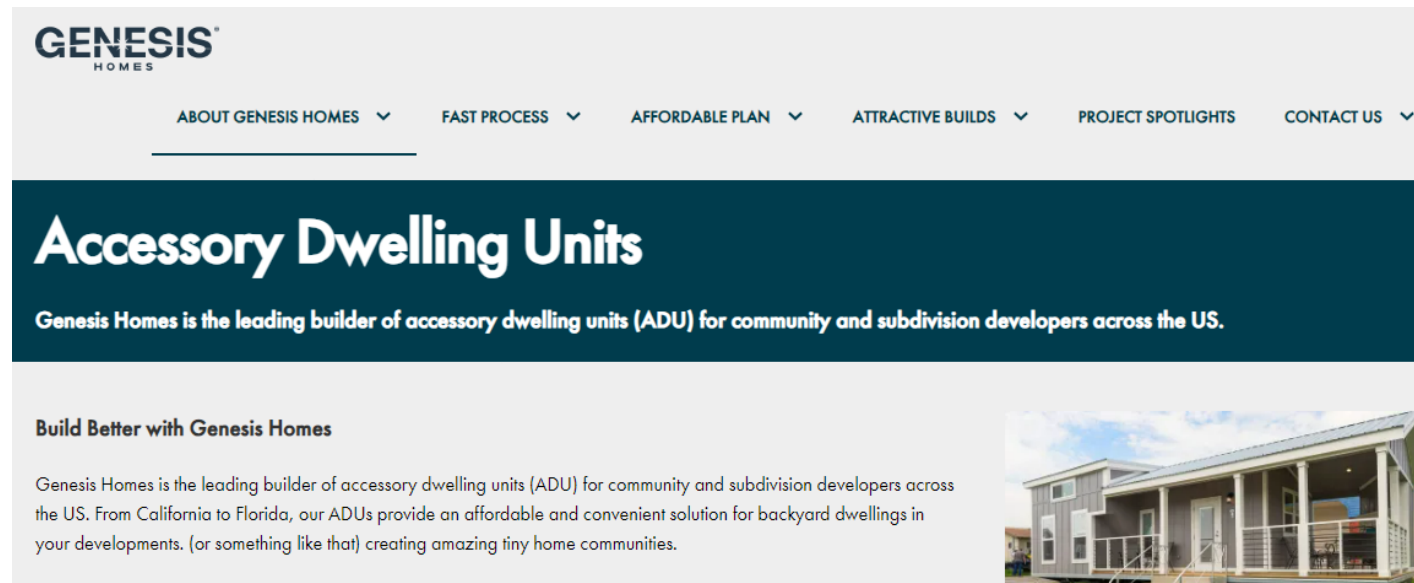 GENESIS®
HOMES
ABOUT GENESIS HOMES FAST PROCESS AFFORDABLE PLAN ATTRACTIVE BUILDS PROJECT SPOTLIGHTS CONTACT US
Accessory Dwelling Units
Genesis Homes is the leading builder of accessory dwelling units (ADU) for community and subdivision developers across the US.
Build Better with Genesis Homes
Genesis Homes is the leading builder of accessory dwelling units (ADU) for community and subdivision developers across
the US. From California to Florida, our ADUs provide an affordable and convenient solution for backyard dwellings in
your developments. (or something like that) creating amazing tiny home communities.